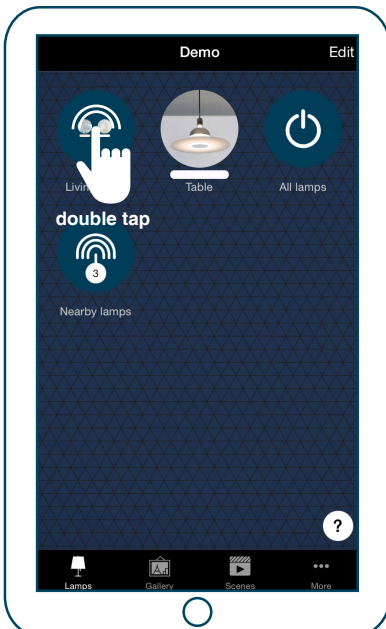 Demo
Edit
Table
All lamps
double tap
3
Nearby lamps
?
Lamps
Gallery
Scenes
More